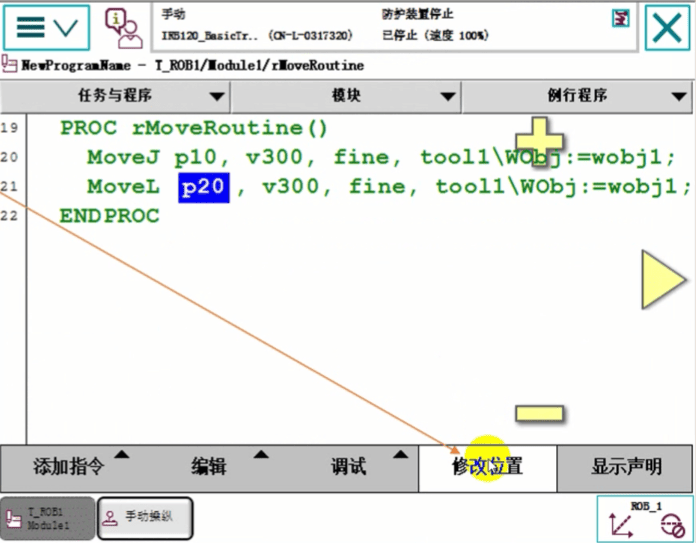 手动
防护装置停止
IRB120_BasicTr.. (CN-L-0317320)
已停止 (速度 100%)
NewProgramName - T_ROB1/Module1/rMoveRoutine
任务与程序
模块
例行程序
19 PROC rMoveRoutine()
20 MoveJ p10, v300, fine, tool1\WObj:=wobj1;
21 MoveL p20, v300, fine, tool1\WObj:=wobj1;
22 ENDPROC
添加指令
编辑
调试
修改位置
显示声明
T_ROB1
Module1
手动操纵
ROB_1